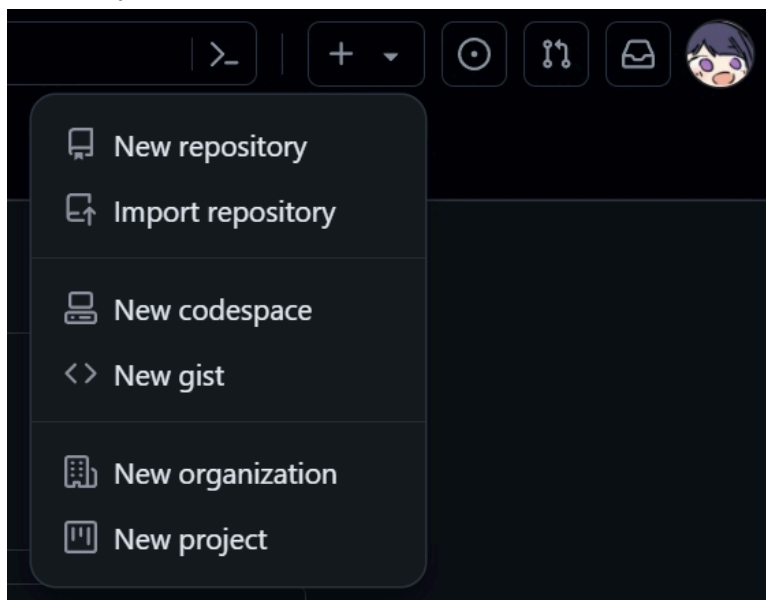 New repository
Import repository
New codespace
New gist
New organization
New project